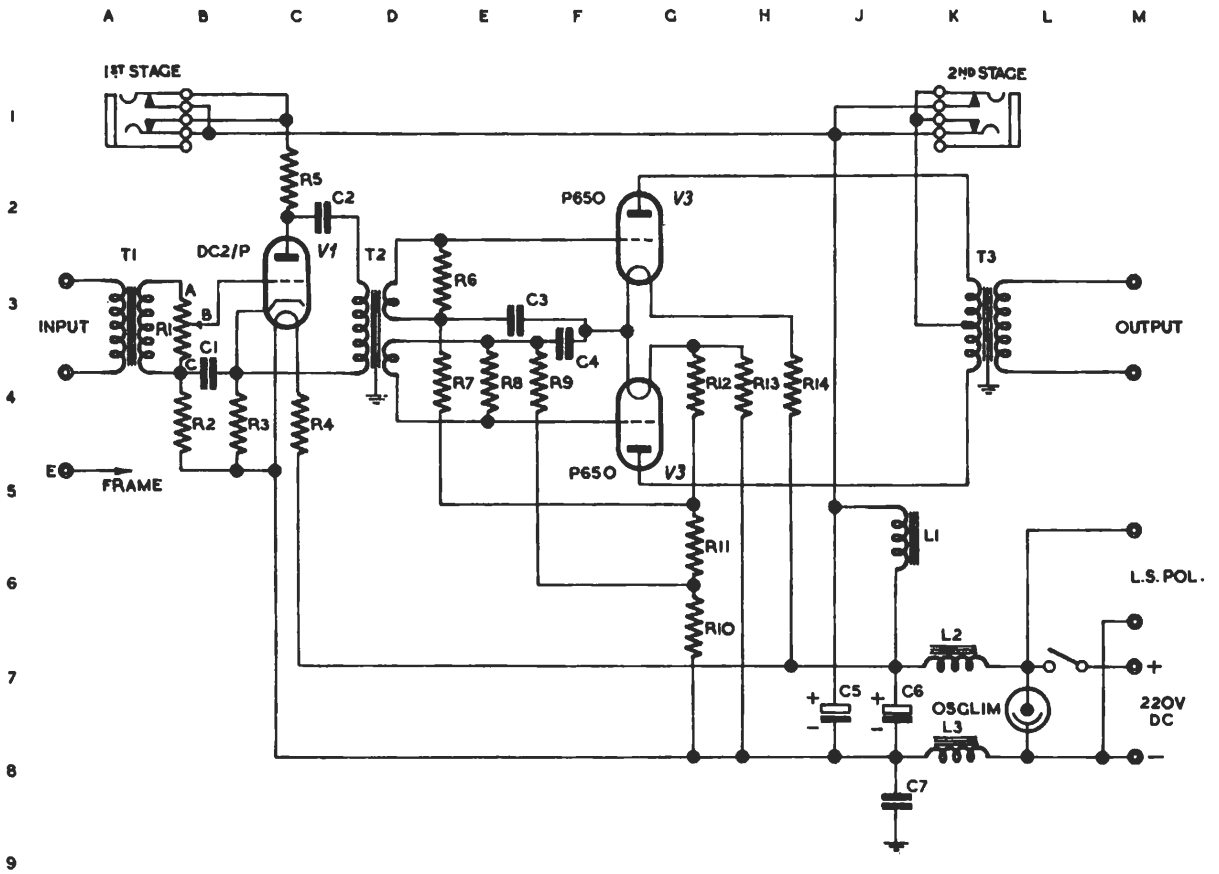 A B C D E F G H J K L M
1ST STAGE
2ND STAGE
1
R5
C2
P650 V3
2
DC2/P V1
T1
T2
T3
A
R6
3
B
C3
INPUT
R1
OUTPUT
C1
C4
C
R7 R8 R9 R12 R13 R14
4
R2 R3 R4
E
FRAME
P650 V3
5
L1
R11
6
L.S. POL.
R10
L2
+
7
+ C5
+ C6
OSGLIM
220V
DC
-
-
L3
-
8
C7
9